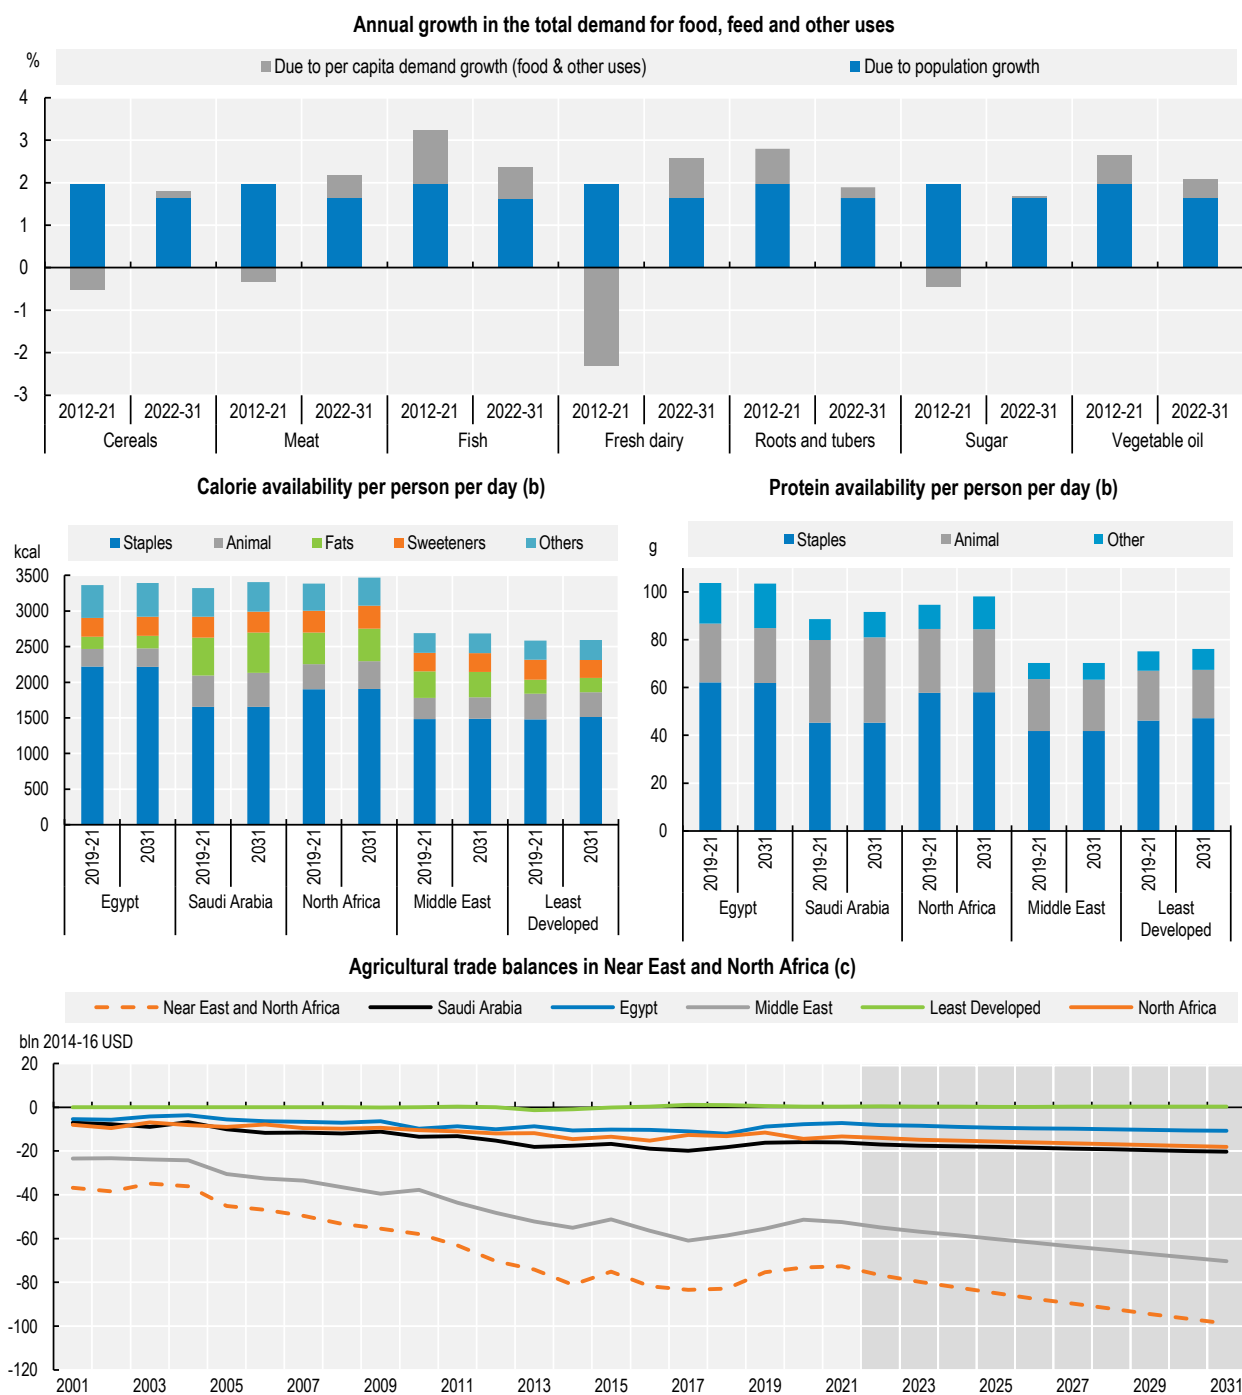 Annual growth in the total demand for food, feed and other uses
%
Due to per capita demand growth (food & other uses) Due to population growth
4
3
2
1
0
-1
-2
-3
2012-21 2022-31 2012-21 2022-31 2012-21 2022-31 2012-21 2022-31 2012-21 2022-31 2012-21 2022-31 2012-21 2022-31
Cereals Meat Fish Fresh dairy Roots and tubers Sugar Vegetable oil
Calorie availability per person per day (b)
kcal
Staples Animal Fats Sweeteners Others
3500
3000
2500
2000
1500
1000
500
0
2019-21 2031 2019-21 2031 2019-21 2031 2019-21 2031 2019-21 2031
Egypt Saudi Arabia North Africa Middle East Least
Developed
Protein availability per person per day (b)
g
Staples Animal Other
100
80
60
40
20
0
2019-21 2031 2019-21 2031 2019-21 2031 2019-21 2031 2019-21 2031
Egypt Saudi Arabia North Africa Middle East Least
Developed
Agricultural trade balances in Near East and North Africa (c)
Near East and North Africa Saudi Arabia Egypt Middle East Least Developed North Africa
bln 2014-16 USD
20
0
-20
-40
-60
-80
-100
-120
2001 2003 2005 2007 2009 2011 2013 2015 2017 2019 2021 2023 2025 2027 2029 2031